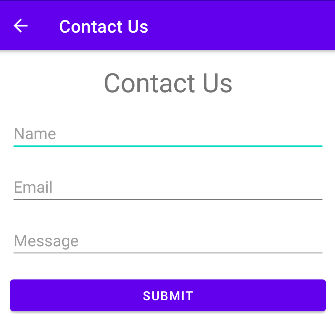 Contact Us
Contact Us
Name
Email
Message
SUBMIT